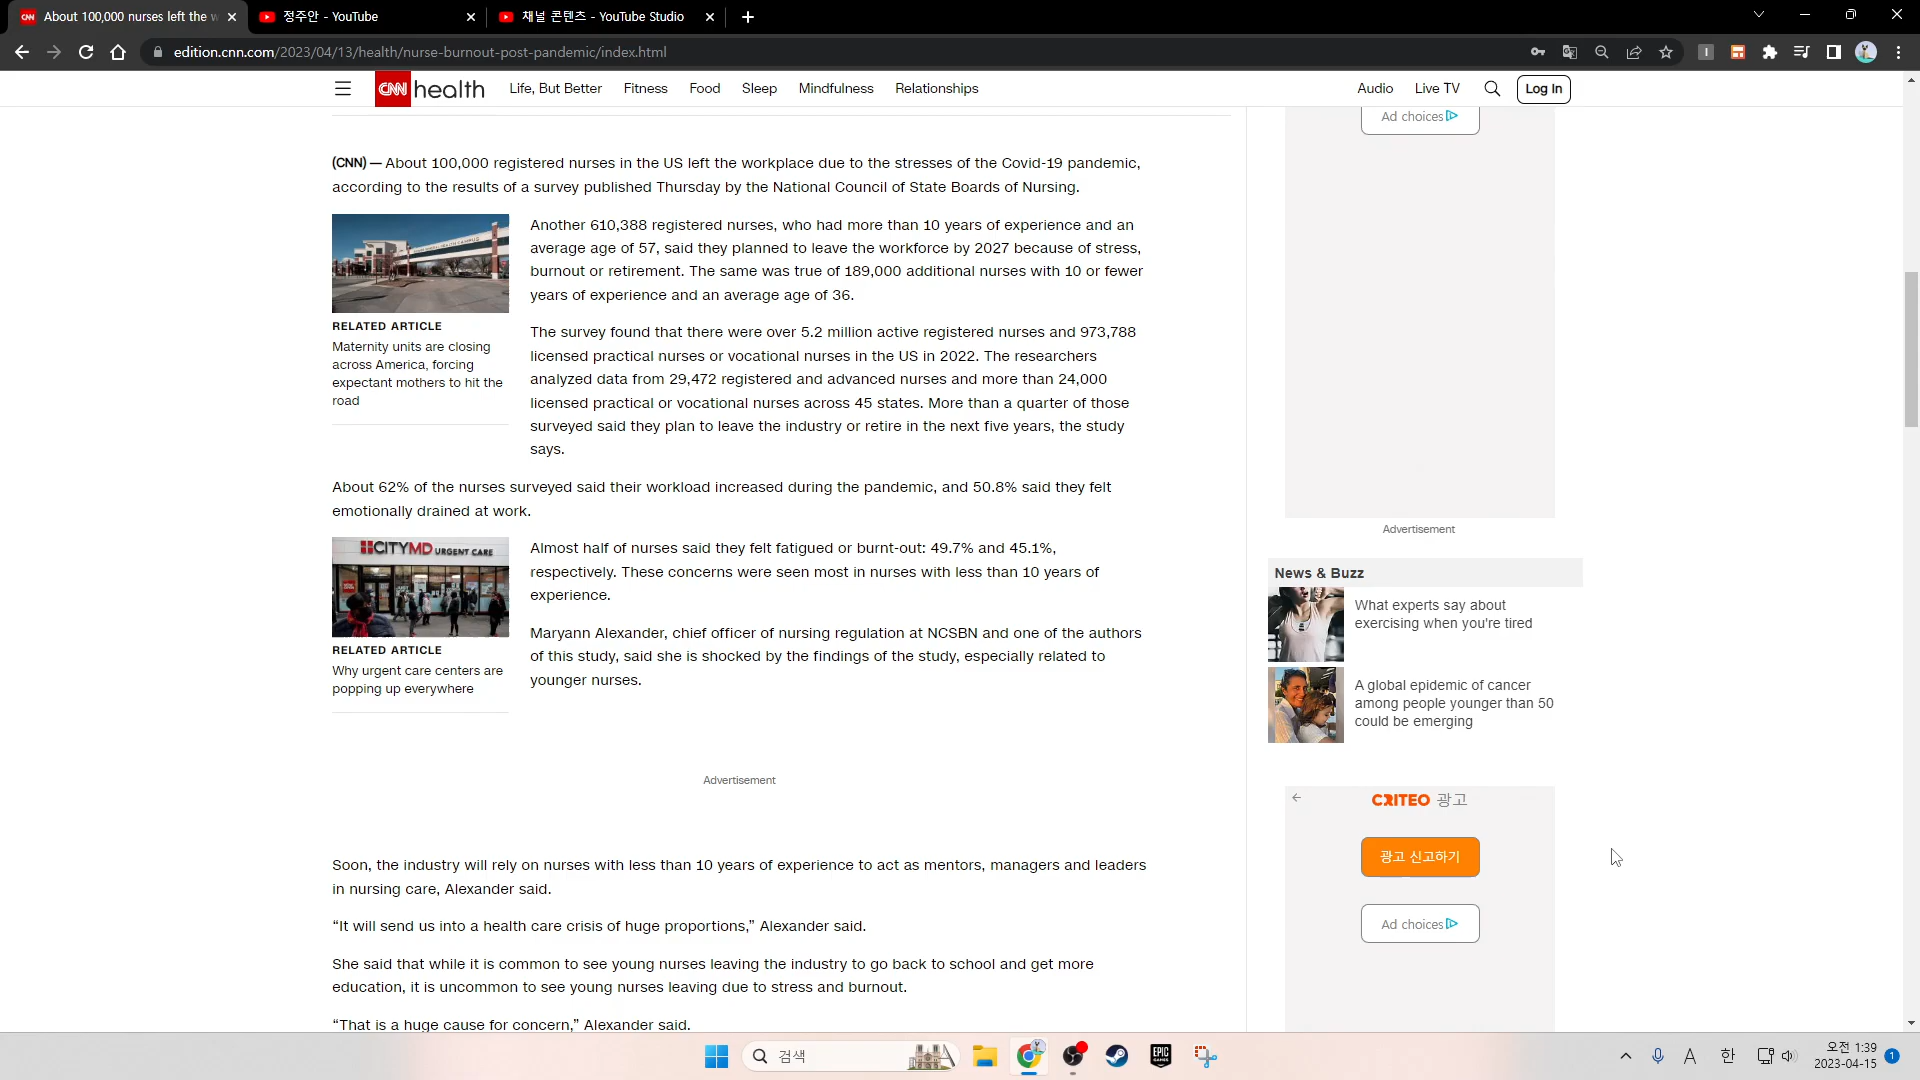 About 100,000 nurses left the w
정주안 - YouTube
채널 콘텐츠 - YouTube Studio
edition.cnn.com/2023/04/13/health/nurse-burnout-post-pandemic/index.html
CNN health
Life, But Better
Fitness
Food
Sleep
Mindfulness
Relationships
Audio
Live TV
Log In
(CNN) — About 100,000 registered nurses in the US left the workplace due to the stresses of the Covid-19 pandemic,
according to the results of a survey published Thursday by the National Council of State Boards of Nursing.
RELATED ARTICLE
Maternity units are closing
across America, forcing
expectant mothers to hit the
road
Another 610,388 registered nurses, who had more than 10 years of experience and an
average age of 57, said they planned to leave the workforce by 2027 because of stress,
burnout or retirement. The same was true of 189,000 additional nurses with 10 or fewer
years of experience and an average age of 36.
The survey found that there were over 5.2 million active registered nurses and 973,788
licensed practical nurses or vocational nurses in the US in 2022. The researchers
analyzed data from 29,472 registered and advanced nurses and more than 24,000
licensed practical or vocational nurses across 45 states. More than a quarter of those
surveyed said they plan to leave the industry or retire in the next five years, the study
says.
About 62% of the nurses surveyed said their workload increased during the pandemic, and 50.8% said they felt
emotionally drained at work.
CITYMD URGENT CARE
RELATED ARTICLE
Why urgent care centers are
popping up everywhere
Almost half of nurses said they felt fatigued or burnt-out: 49.7% and 45.1%,
respectively. These concerns were seen most in nurses with less than 10 years of
experience.
Maryann Alexander, chief officer of nursing regulation at NCSBN and one of the authors
of this study, said she is shocked by the findings of the study, especially related to
younger nurses.
Advertisement
Soon, the industry will rely on nurses with less than 10 years of experience to act as mentors, managers and leaders
in nursing care, Alexander said.
“It will send us into a health care crisis of huge proportions,” Alexander said.
She said that while it is common to see young nurses leaving the industry to go back to school and get more
education, it is uncommon to see young nurses leaving due to stress and burnout.
“That is a huge cause for concern,” Alexander said.
Ad choices
Advertisement
News & Buzz
What experts say about
exercising when you're tired
A global epidemic of cancer
among people younger than 50
could be emerging
CRITEO 광고
광고 신고하기
Ad choices
검색
EPIC GAMES
A
한
오전 1:39
2023-04-15
1